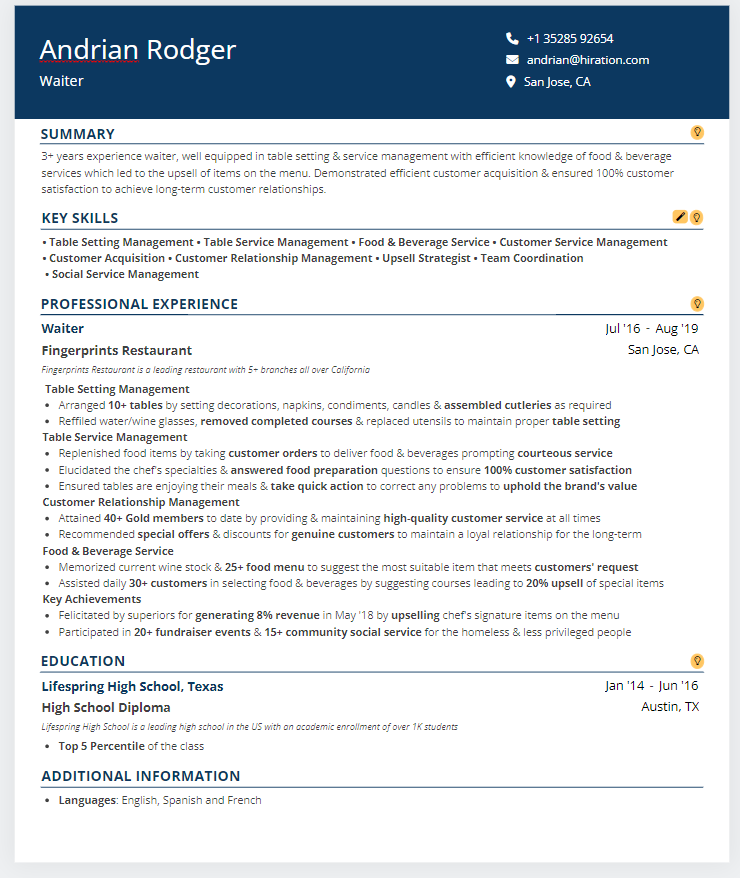 Andrian Rodger
Waiter
+1 35285 92654
andrian@hiration.com
San Jose, CA
SUMMARY
3+ years experience waiter, well equipped in table setting & service management with efficient knowledge of food & beverage
services which led to the upsell of items on the menu. Demonstrated efficient customer acquisition & ensured 100% customer
satisfaction to achieve long-term customer relationships.
KEY SKILLS
• Table Setting Management • Table Service Management • Food & Beverage Service • Customer Service Management
• Customer Acquisition • Customer Relationship Management • Upsell Strategist • Team Coordination
• Social Service Management
PROFESSIONAL EXPERIENCE
Waiter Jul '16 - Aug '19
Fingerprints Restaurant San Jose, CA
Fingerprints Restaurant is a leading restaurant with 5+ branches all over California
Table Setting Management
• Arranged 10+ tables by setting decorations, napkins, condiments, candles & assembled cutleries as required
• Reffiled water/wine glasses, removed completed courses & replaced utensils to maintain proper table setting
Table Service Management
• Replenished food items by taking customer orders to deliver food & beverages prompting courteous service
• Elucidated the chef's specialties & answered food preparation questions to ensure 100% customer satisfaction
• Ensured tables are enjoying their meals & take quick action to correct any problems to uphold the brand's value
Customer Relationship Management
• Attained 40+ Gold members to date by providing & maintaining high-quality customer service at all times
• Recommended special offers & discounts for genuine customers to maintain a loyal relationship for the long-term
Food & Beverage Service
• Memorized current wine stock & 25+ food menu to suggest the most suitable item that meets customers' request
• Assisted daily 30+ customers in selecting food & beverages by suggesting courses leading to 20% upsell of special items
Key Achievements
• Felicitated by superiors for generating 8% revenue in May '18 by upselling chef's signature items on the menu
• Participated in 20+ fundraiser events & 15+ community social service for the homeless & less privileged people
EDUCATION
Lifespring High School, Texas Jan '14 - Jun '16
High School Diploma Austin, TX
Lifespring High School is a leading high school in the US with an academic enrollment of over 1K students
• Top 5 Percentile of the class
ADDITIONAL INFORMATION
• Languages: English, Spanish and French